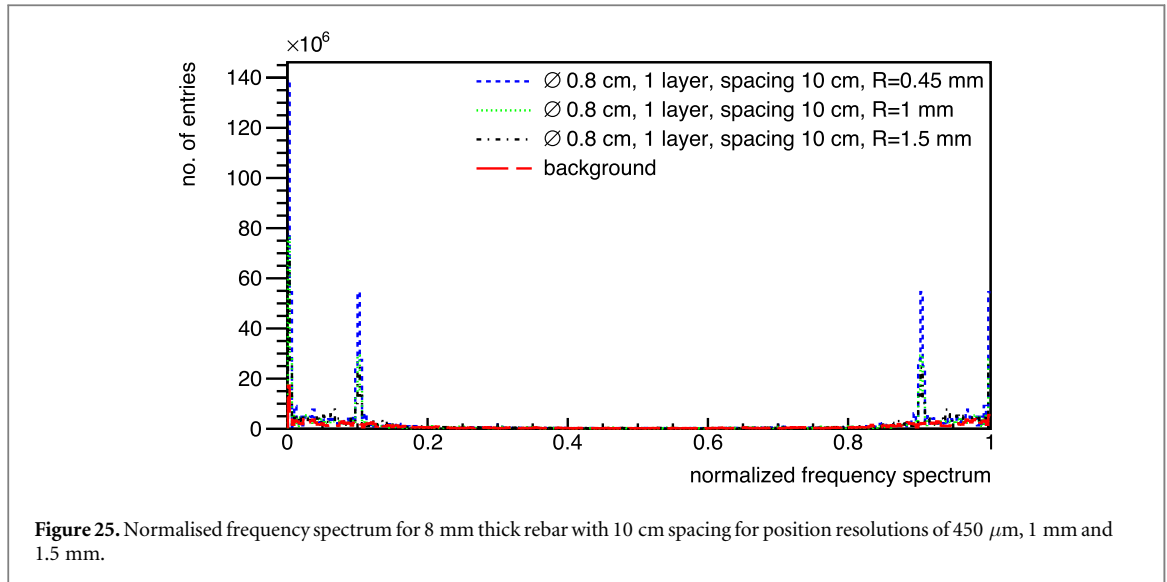 ×10⁶
no. of entries
140
120
100
80
60
40
20
0
∅ 0.8 cm, 1 layer, spacing 10 cm, R=0.45 mm
∅ 0.8 cm, 1 layer, spacing 10 cm, R=1 mm
∅ 0.8 cm, 1 layer, spacing 10 cm, R=1.5 mm
background
0 0.2 0.4 0.6 0.8 1
normalized frequency spectrum
Figure 25. Normalised frequency spectrum for 8 mm thick rebar with 10 cm spacing for position resolutions of 450 μm, 1 mm and
1.5 mm.